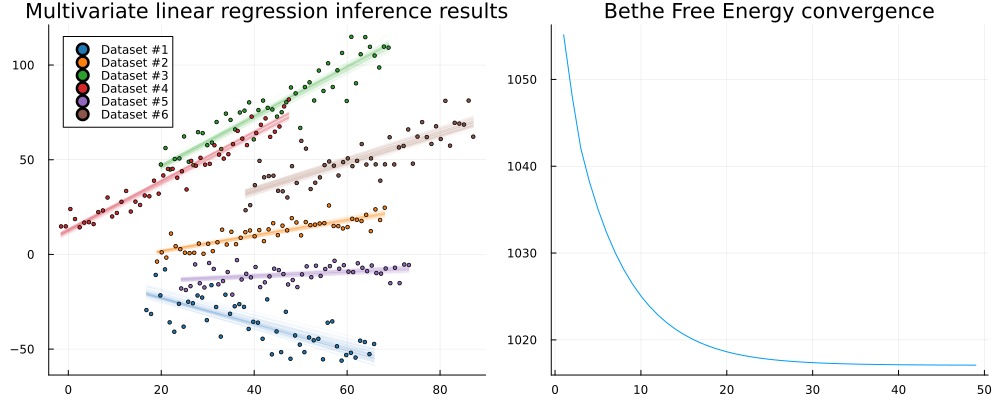 Multivariate linear regression inference results
100
50
0
−50
0
20
40
60
80
Dataset #1
Dataset #2
Dataset #3
Dataset #4
Dataset #5
Dataset #6
Bethe Free Energy convergence
1050
1040
1030
1020
0
10
20
30
40
50